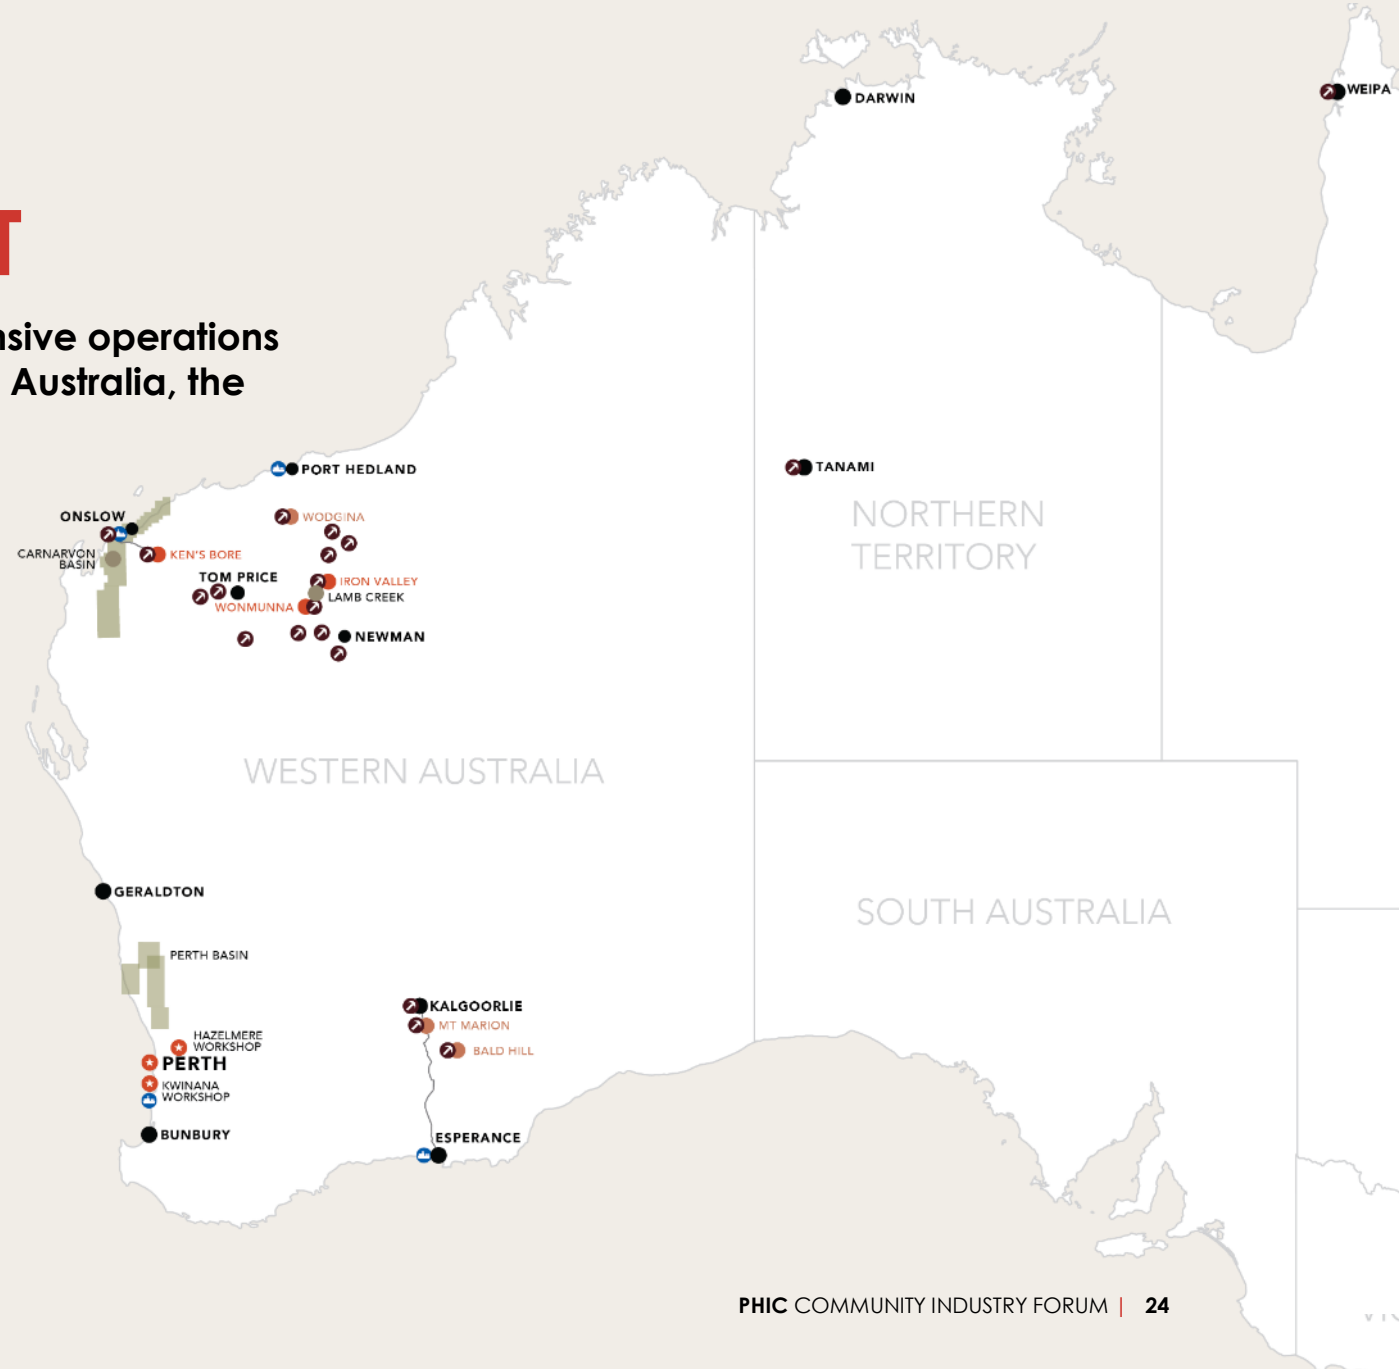 T
nsive operations
Australia, the
DARWIN
WEIPA
PORT HEDLAND
TANAMI
NORTHERN
TERRITORY
ONSLOW
WODGINA
CARNARVON
BASIN
KEN'S BORE
TOM PRICE
IRON VALLEY
LAMB CREEK
WONMUNNA
NEWMAN
WESTERN AUSTRALIA
GERALDTON
SOUTH AUSTRALIA
PERTH BASIN
KALGOORLIE
MT MARION
BALD HILL
HAZELMERE
WORKSHOP
PERTH
KWINANA
WORKSHOP
BUNBURY
ESPERANCE
PHIC COMMUNITY INDUSTRY FORUM | 24